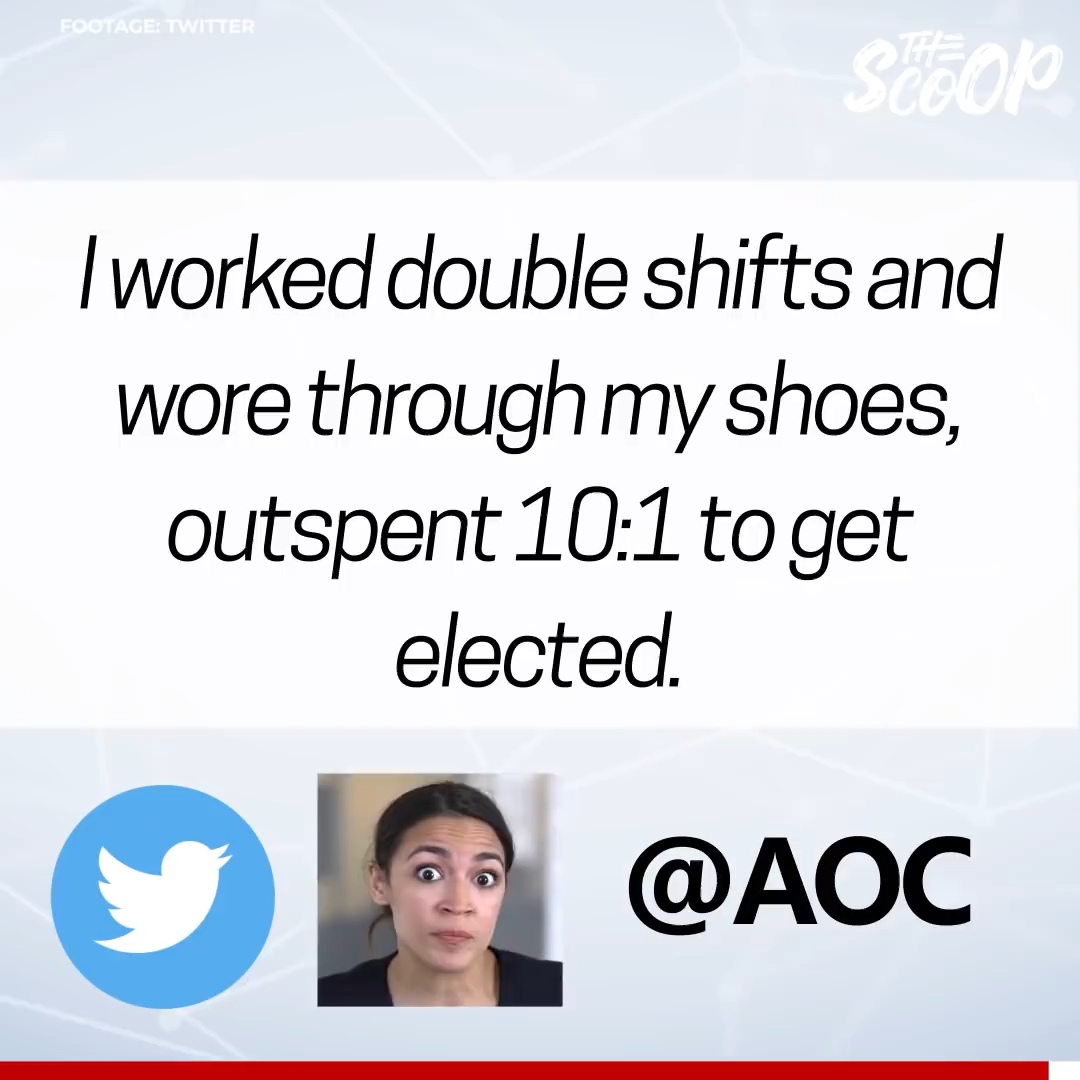 FOOTAGE: TWITTER
THE
SCOOP
I worked double shifts and
wore through my shoes,
outspent 10:1 to get
elected.
@AOC